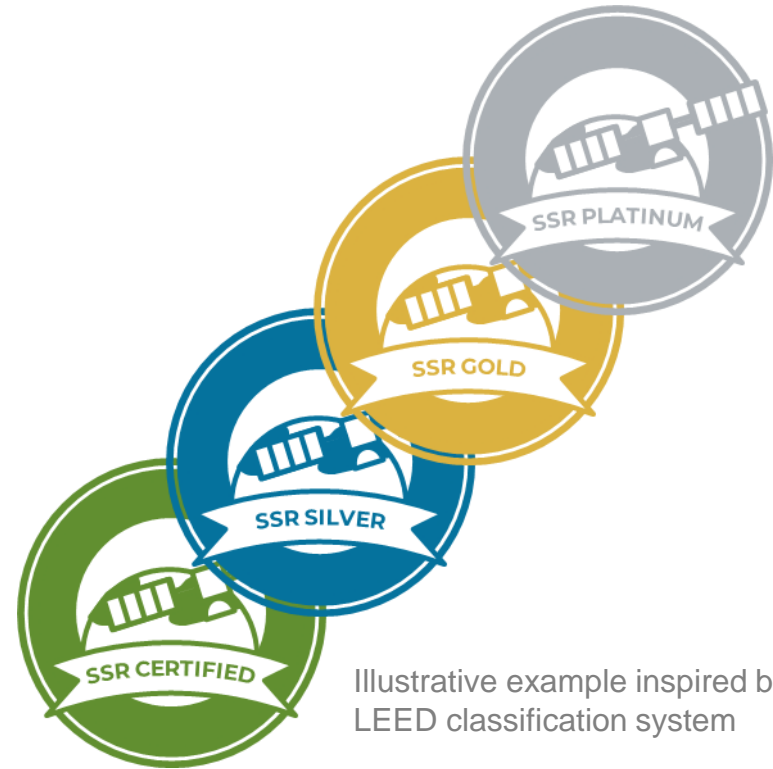 SSR PLATINUM
SSR GOLD
SSR SILVER
SSR CERTIFIED
Illustrative example inspired b
LEED classification system